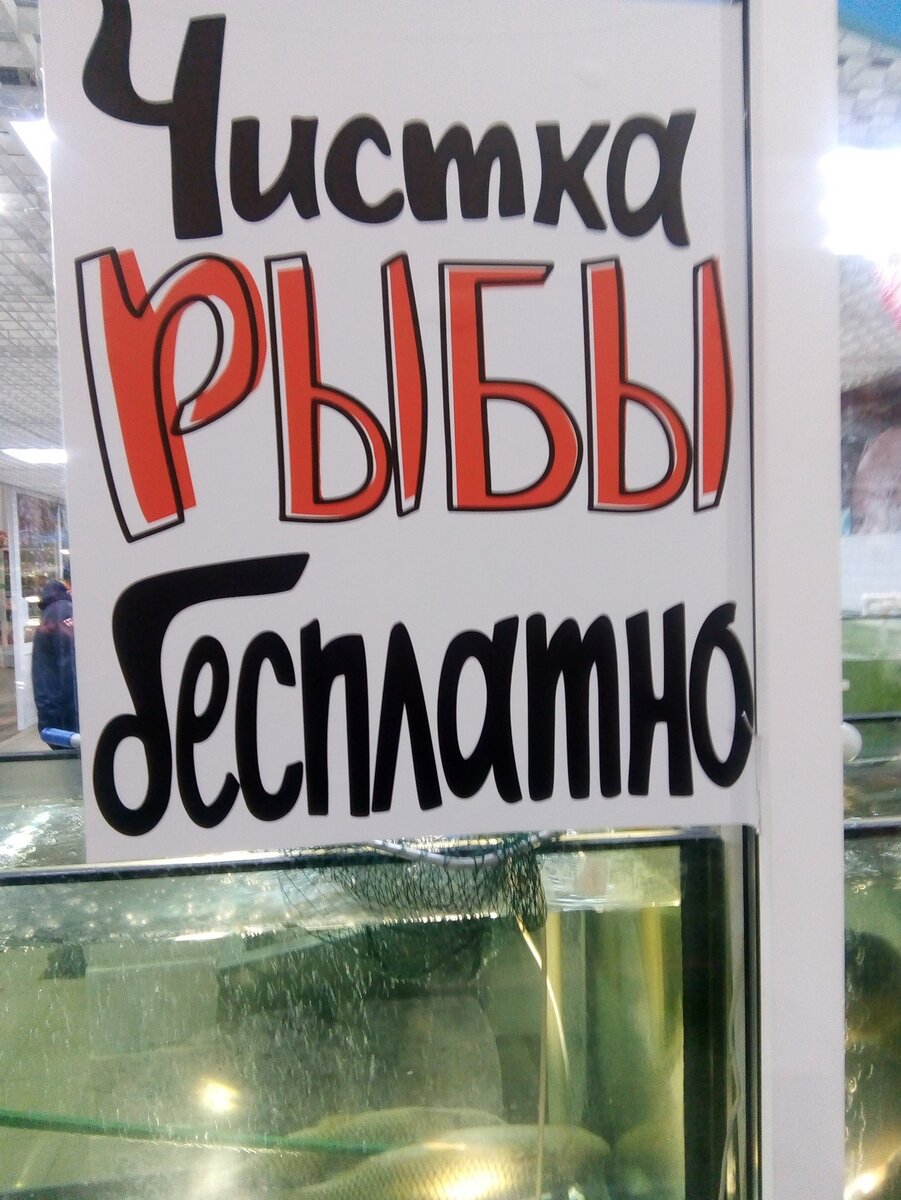 Чистка
РЫБЫ
бесплатно